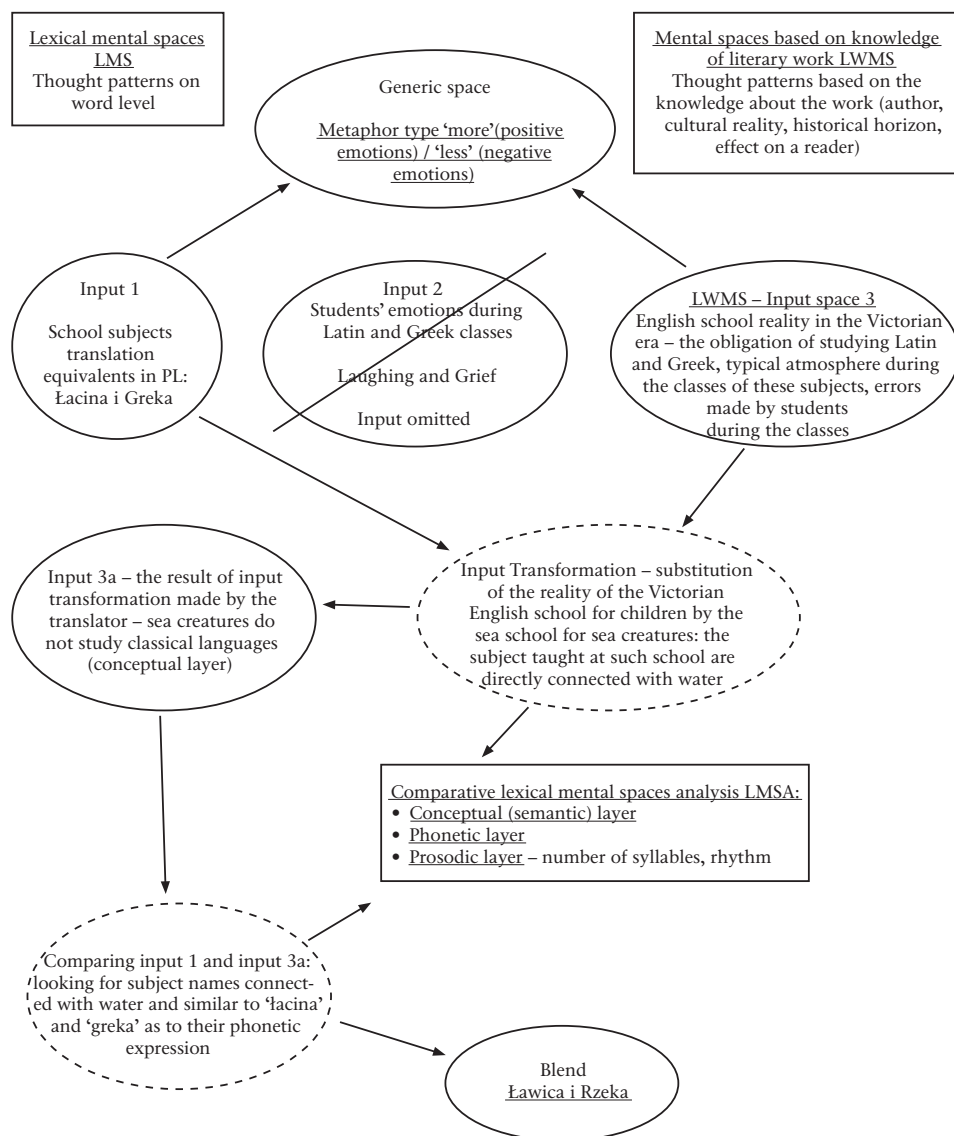 Lexical mental spaces
LMS
Thought patterns on
word level
Generic space
Metaphor type ‘more’(positive
emotions) / ‘less’ (negative
emotions)
Mental spaces based on knowledge
of literary work LWMS
Thought patterns based on the
knowledge about the work (author,
cultural reality, historical horizon,
effect on a reader)
Input 1
School subjects
translation
equivalents in PL:
Łacina i Greka
Input 2
Students’ emotions during
Latin and Greek classes
Laughing and Grief
Input omitted
LWMS – Input space 3
English school reality in the Victorian
era – the obligation of studying Latin
and Greek, typical atmosphere during
the classes of these subjects, errors
made by students
during the classes
Input 3a – the result of input
transformation made by the
translator – sea creatures do
not study classical languages
(conceptual layer)
Input Transformation – substitution
of the reality of the Victorian
English school for children by the
sea school for sea creatures: the
subject taught at such school are
directly connected with water
Comparative lexical mental spaces analysis LMSA:
• Conceptual (semantic) layer
• Phonetic layer
• Prosodic layer – number of syllables, rhythm
Comparing input 1 and input 3a:
looking for subject names connect-
ed with water and similar to ‘łacina’
and ‘greka’ as to their phonetic
expression
Blend
Ławica i Rzeka